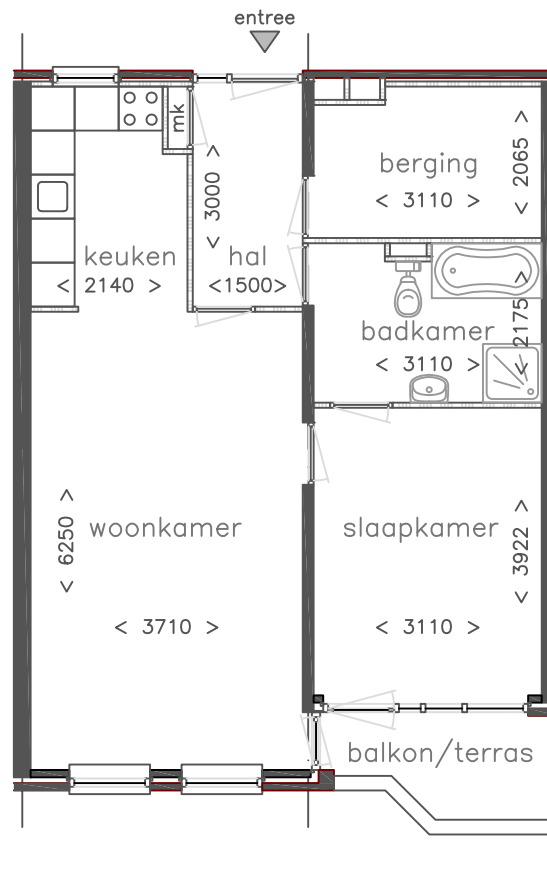 entree
mk
< 3000 >
berging
< 2065 >
< 3110 >
keuken
hal
< 2140 >
<1500>
badkamer
< 2175 >
< 3110 >
woonkamer
< 6250 >
slaapkamer
< 3922 >
< 3710 >
< 3110 >
balkon/terras